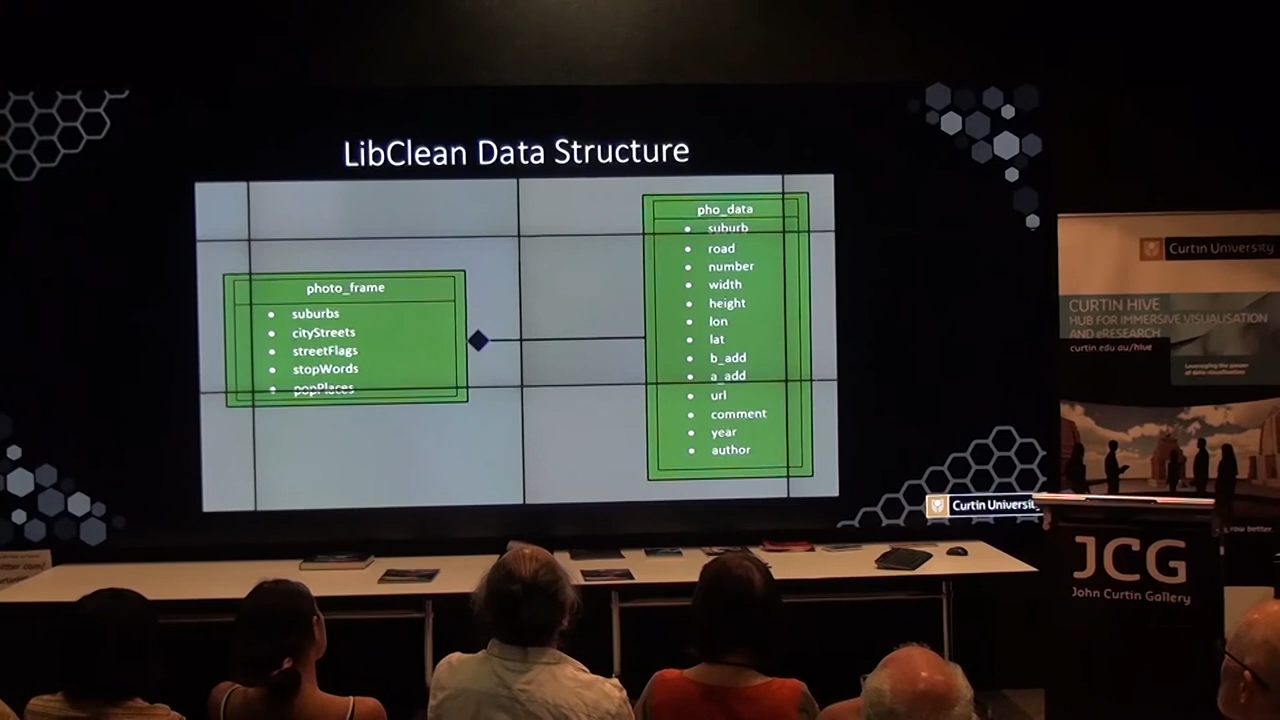 LibClean Data Structure
photo_frame
suburbs
cityStreets
streetFlags
stopWords
popPlaces
pho_data
suburb
road
number
width
height
lon
lat
b_add
a_add
url
comment
year
author
Curtin University
CURTIN HIVE
HUB FOR IMMERSIVE VISUALISATION
AND eRESEARCH
curtin.edu.au/hive
Leveraging the power
of data visualisation
Curtin University
JCG
John Curtin Gallery